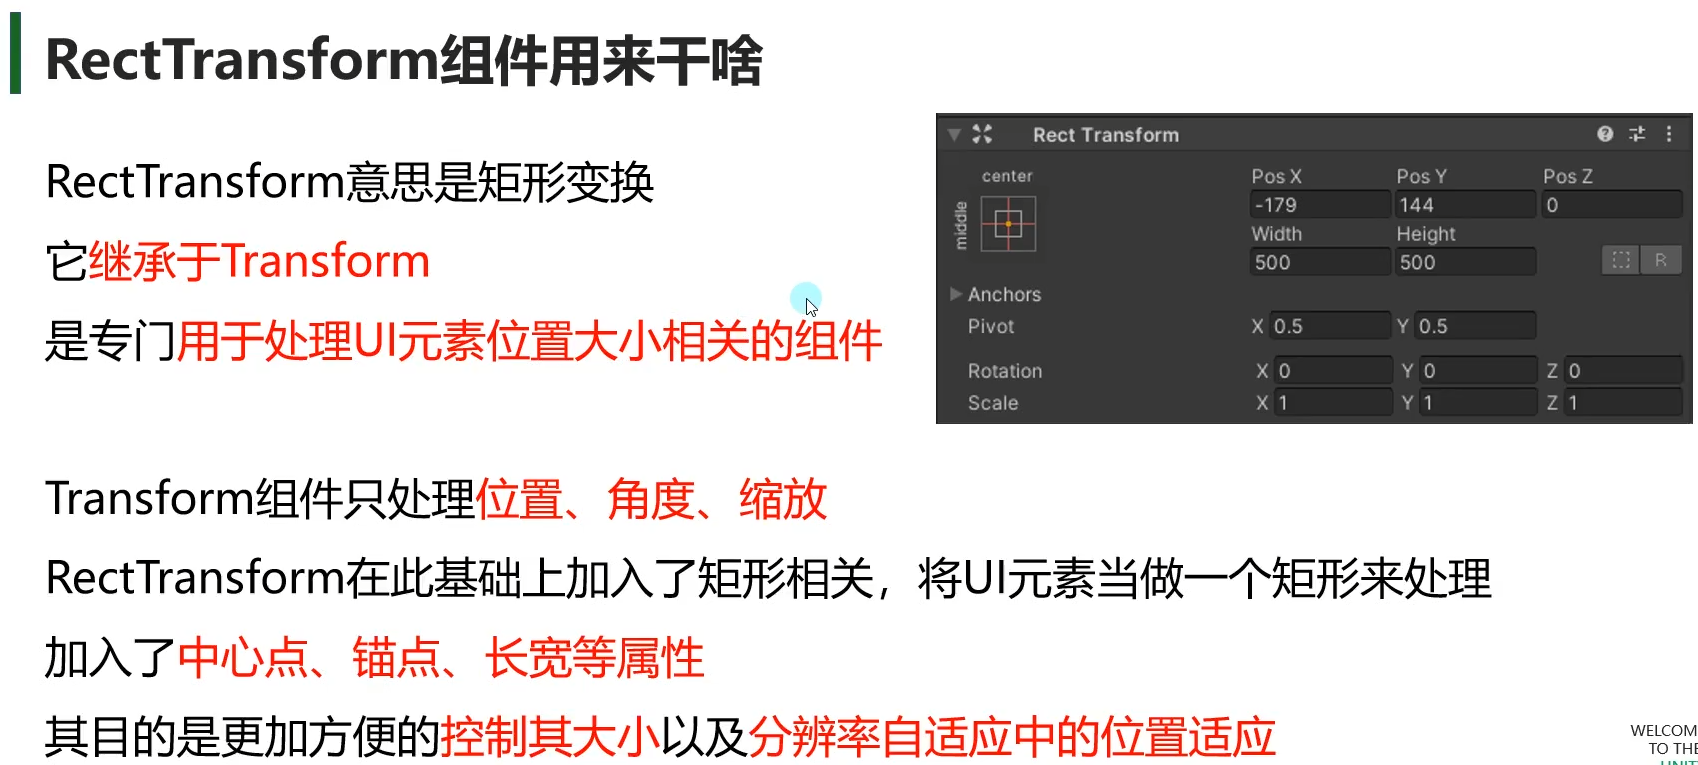 RectTransform组件用来干啥
RectTransform意思是矩形变换
它继承于Transform
是专门用于处理UI元素位置大小相关的组件
Rect Transform
center
middle
Pos X Pos Y Pos Z
-179 144 0
Width Height
500 500
R
Anchors
Pivot X 0.5 Y 0.5
Rotation X 0 Y 0 Z 0
Scale X 1 Y 1 Z 1
Transform组件只处理位置、角度、缩放
RectTransform在此基础上加入了矩形相关，将UI元素当做一个矩形来处理
加入了中心点、锚点、长宽等属性
其目的是更加方便的控制其大小以及分辨率自适应中的位置适应
WELCOM
TO THE
UNIT